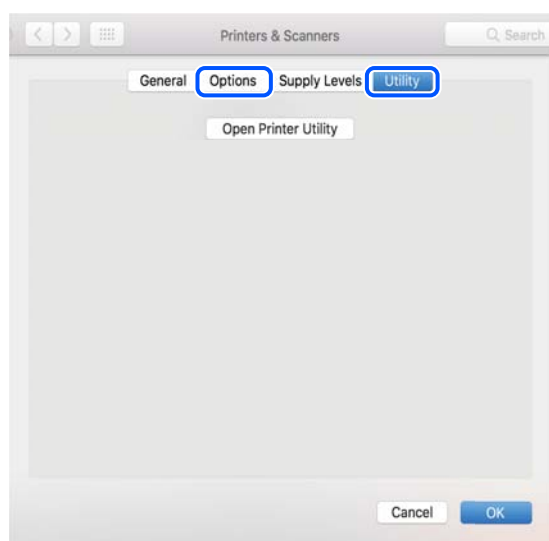 Printers & Scanners Search
General Options Supply Levels Utility
Open Printer Utility
Cancel OK